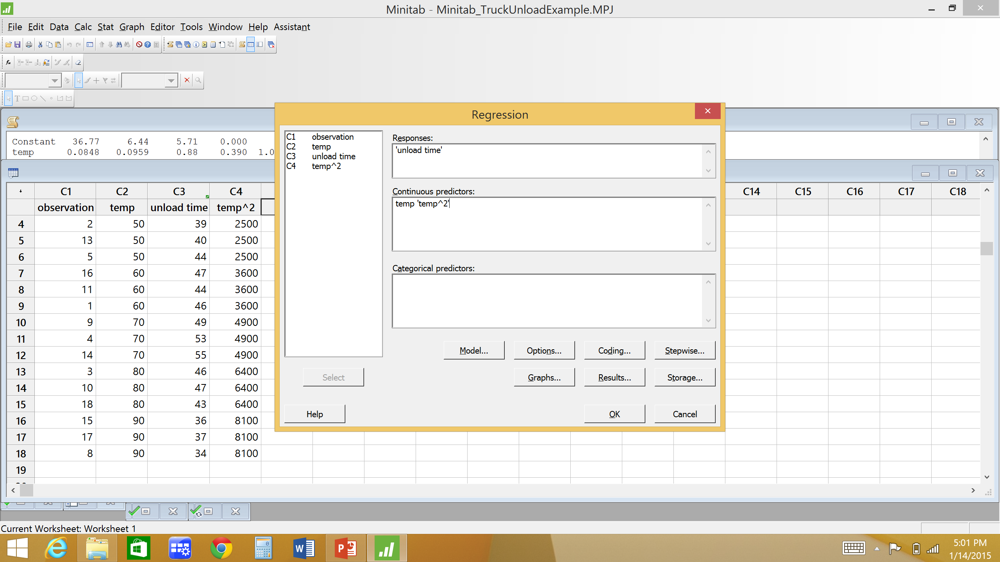 Minitab - Minitab_TruckUnloadExample.MPJ
File Edit Data Calc Stat Graph Editor Tools Window Help Assistant
Regression
Constant 36.77 6.44 5.71 0.000
temp 0.0848 0.0959 0.88 0.390 1.0
C1 observation
C2 temp
C3 unload time
C4 temp^2
Responses:
'unload time'
Continuous predictors:
temp 'temp^2'
Categorical predictors:
Model... Options... Coding... Stepwise...
Select Graphs... Results... Storage...
Help OK Cancel
C1 C2 C3 C4 C14 C15 C16 C17 C18
observation temp unload time temp^2
4 2 50 39 2500
5 13 50 40 2500
6 5 50 44 2500
7 16 60 47 3600
8 11 60 44 3600
9 1 60 46 3600
10 9 70 49 4900
11 4 70 53 4900
12 14 70 55 4900
13 3 80 46 6400
14 10 80 47 6400
15 18 80 43 6400
16 15 90 36 8100
17 17 90 37 8100
18 8 90 34 8100
19
Current Worksheet: Worksheet 1
5:01 PM
1/14/2015